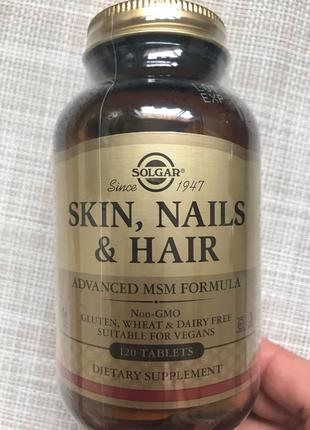 EXP
SOLGAR
Since 1947
SKIN, NAILS
& HAIR
ADVANCED MSM FORMULA
Non-GMO
GLUTEN, WHEAT & DAIRY FREE
SUITABLE FOR VEGANS
120 TABLETS
DIETARY SUPPLEMENT